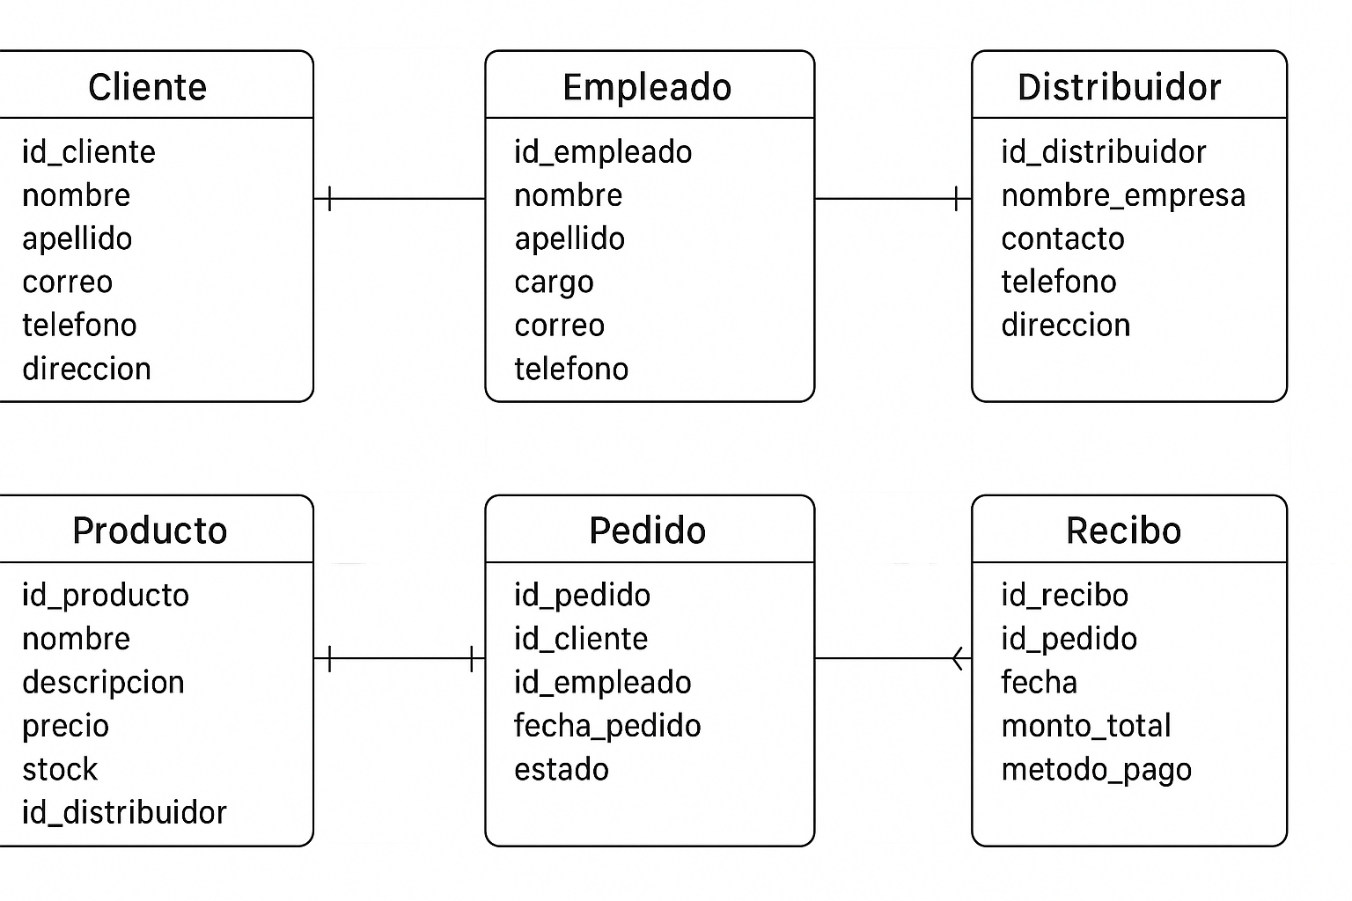 Cliente
id_cliente
nombre
apellido
correo
telefono
direccion
Empleado
id_empleado
nombre
apellido
cargo
correo
telefono
Distribuidor
id_distribuidor
nombre_empresa
contacto
telefono
direccion
Producto
id_producto
nombre
descripcion
precio
stock
id_distribuidor
Pedido
id_pedido
id_cliente
id_empleado
fecha_pedido
estado
Recibo
id_recibo
id_pedido
fecha
monto_total
metodo_pago